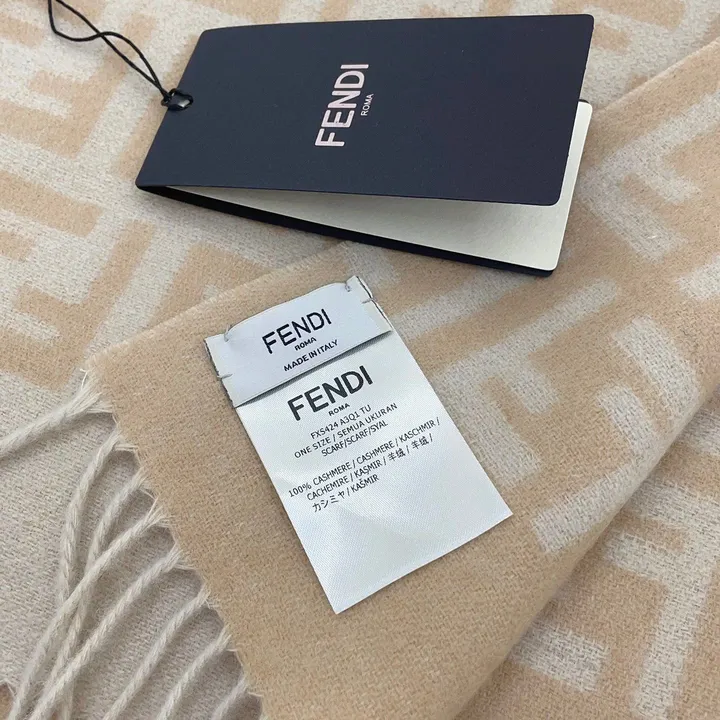 FENDI
ROMA
FENDI
ROMA
MADE IN ITALY
FENDI
ROMA
FXS424 A3Q1 TU
ONE SIZE / SEMUA UKURAN
SCARF/SCARF/SYAL
100% CASHMERE / CASHMERE / KASCHMIR /
CACHEMIRE / KAŞMIR / 羊绒 / 羊絨 /
カシミヤ / KAŠMIR